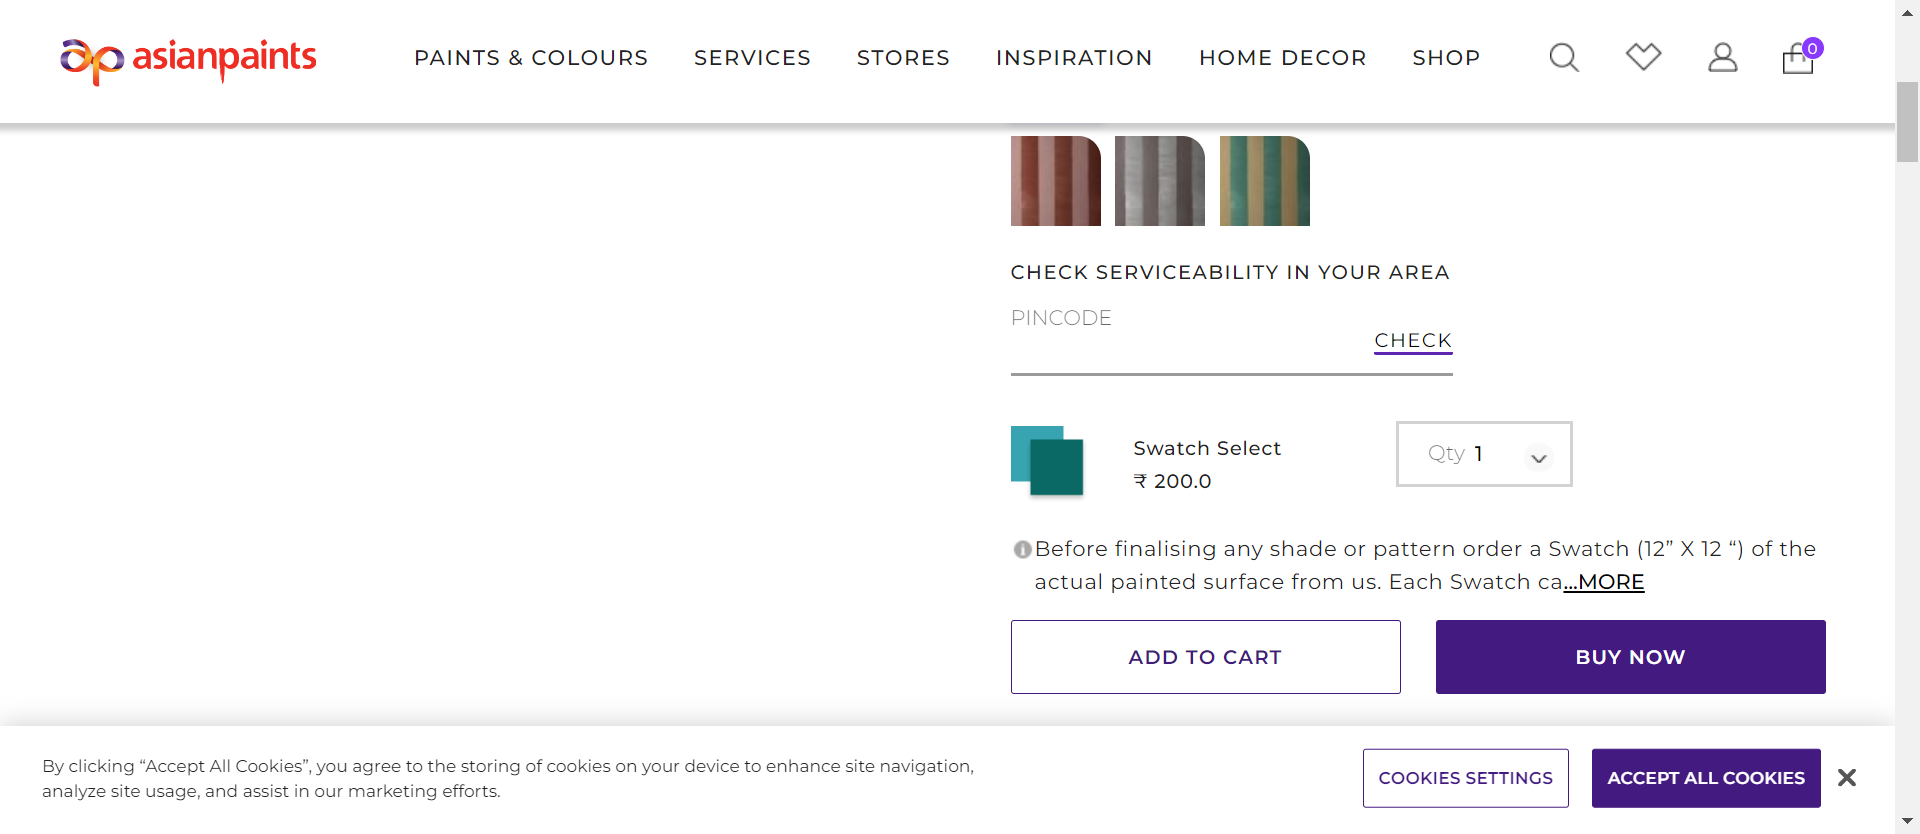 asianpaints
PAINTS & COLOURS SERVICES STORES INSPIRATION HOME DECOR SHOP 0
CHECK SERVICEABILITY IN YOUR AREA
PINCODE
CHECK
Swatch Select
₹ 200.0
Qty 1
Before finalising any shade or pattern order a Swatch (12” X 12 “) of the
actual painted surface from us. Each Swatch ca...MORE
ADD TO CART BUY NOW
By clicking “Accept All Cookies”, you agree to the storing of cookies on your device to enhance site navigation,
analyze site usage, and assist in our marketing efforts.
COOKIES SETTINGS ACCEPT ALL COOKIES